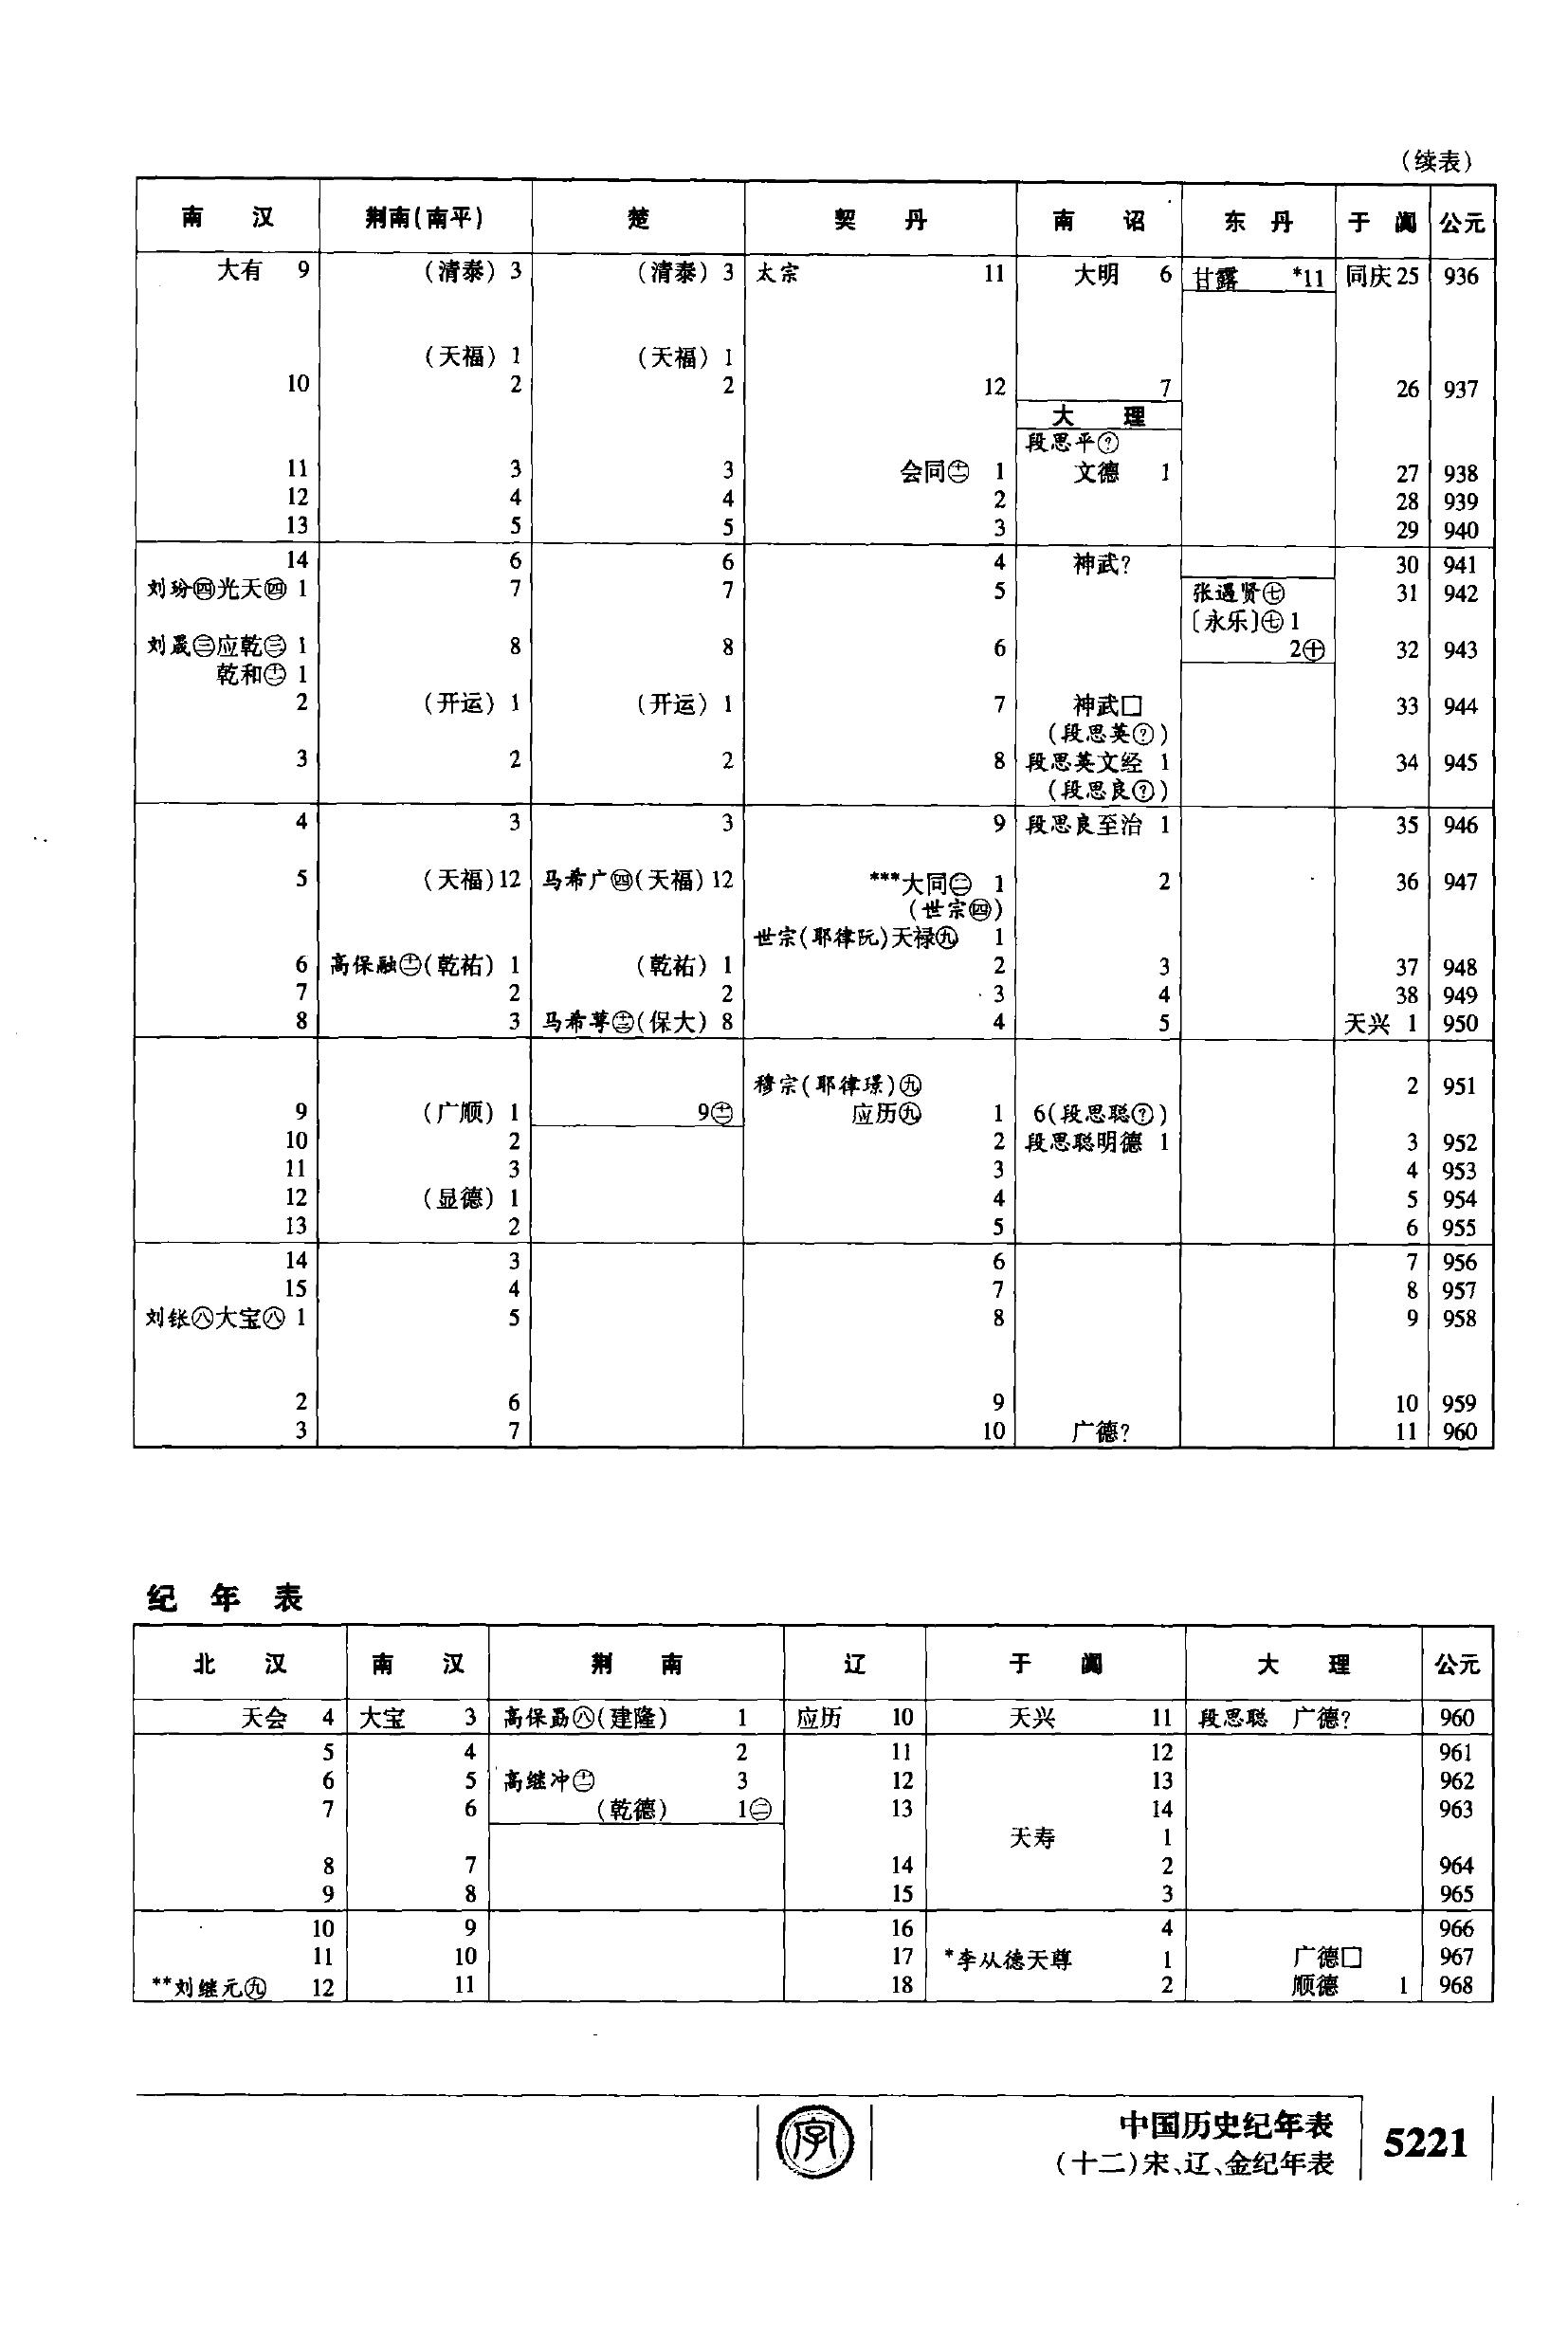 （续表）
南 汉 荆南(南平) 楚 契 丹 南 诏 东 丹 于 阗 公元
大有 9 （清泰）3 （清泰）3 太宗 11 大明 6 甘露 *11 同庆25 936
（天福）1 （天福）1
10 2 2 12 7 26 937
大 理
段思平㋾?
11 3 3 会同㊉㊀ 1 文德 1 27 938
12 4 4 2 28 939
13 5 5 3 29 940
14 6 6 4 神武? 30 941
刘玢㊃光天㊃ 1 7 7 5 张遇贤㊆ 31 942
〔永乐〕㊆1
刘晟㊂应乾㊂ 1 8 8 6 2㊉ 32 943
乾和 1
2 （开运）1 （开运）1 7 神武□ 33 944
（段思英?）
3 2 2 8 段思英文经 1 34 945
（段思良?）
4 3 3 9 段思良至治 1 35 946
5 （天福)12 马希广㊃(天福)12 ***大同㊁ 1 2 36 947
（世宗㊃）
世宗(耶律阮)天禄㊈ 1
6 高保融(乾祐）1 （乾祐）1 2 3 37 948
7 2 2 3 4 38 949
8 3 马希萼(保大）8 4 5 天兴 1 950
穆宗(耶律璟)㊈ 2 951
9 （广顺）1 9 应历㊈ 1 6(段思聪?)
10 2 2 段思聪明德 1 3 952
11 3 3 4 953
12 （显德）1 4 5 954
13 2 5 6 955
14 3 6 7 956
15 4 7 8 957
刘𬬮㊇大宝㊇ 1 5 8 9 958
2 6 9 10 959
3 7 10 广德? 11 960
纪 年 表
北 汉 南 汉 荆 南 辽 于 阗 大 理 公元
天会 4 大宝 3 高保勗㊇(建隆） 1 应历 10 天兴 11 段思聪 广德? 960
5 4 2 11 12 961
6 5 高继冲 3 12 13 962
7 6 （乾德） 1㊁ 13 14 963
天寿 1
8 7 14 2 964
9 8 15 3 965
10 9 16 4 966
11 10 17 *李从德天尊 1 广德□ 967
**刘继元㊈ 12 11 18 2 顺德 1 968
字
中国历史纪年表
（十二）宋、辽、金纪年表
5221